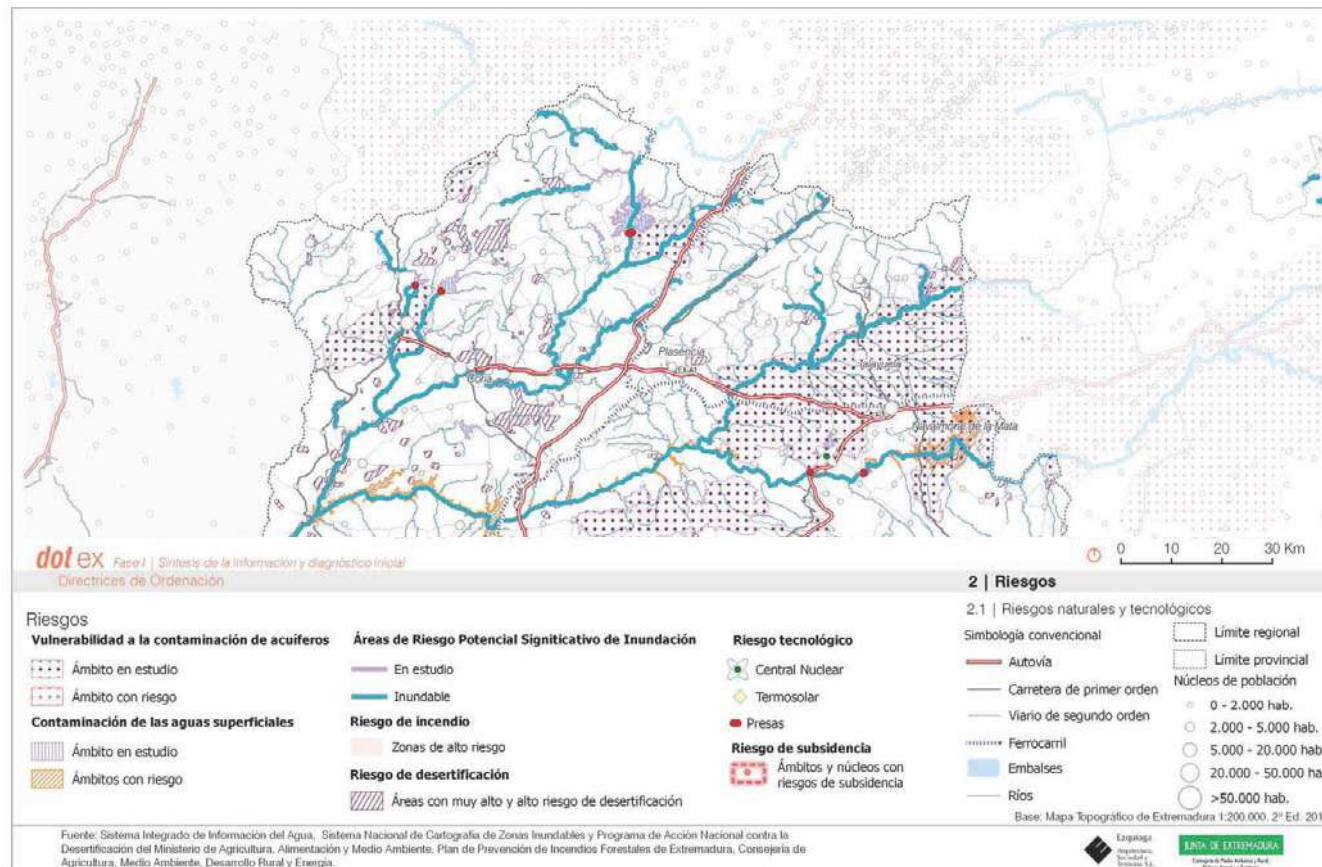 Plasencia
Coria
Talayuela
Navalmoral de la Mata
dotex Fase I | Síntesis de la información y diagnóstico inicial
Directrices de Ordenación
0 10 20 30 Km
2 | Riesgos
2.1 | Riesgos naturales y tecnológicos
Riesgos
Vulnerabilidad a la contaminación de acuíferos
Ámbito en estudio
Ámbito con riesgo
Contaminación de las aguas superficiales
Ámbito en estudio
Ámbitos con riesgo
Áreas de Riesgo Potencial Significativo de Inundación
En estudio
Inundable
Riesgo de incendio
Zonas de alto riesgo
Riesgo de desertificación
Áreas con muy alto y alto riesgo de desertificación
Riesgo tecnológico
Central Nuclear
Termosolar
Presas
Riesgo de subsidencia
Ámbitos y núcleos con
riesgos de subsidencia
Simbología convencional
Autovía
Carretera de primer orden
Viario de segundo orden
Ferrocarril
Embalses
Ríos
Límite regional
Límite provincial
Núcleos de población
0 - 2.000 hab.
2.000 - 5.000 hab.
5.000 - 20.000 hab
20.000 - 50.000 ha
>50.000 hab.
Base: Mapa Topográfico de Extremadura 1:200.000. 2ª Ed. 201
Fuente: Sistema Integrado de Información del Agua, Sistema Nacional de Cartografía de Zonas Inundables y Programa de Acción Nacional contra la
Desertificación del Ministerio de Agricultura, Alimentación y Medio Ambiente. Plan de Prevención de Incendios Forestales de Extremadura, Consejería de
Agricultura, Medio Ambiente, Desarrollo Rural y Energía.
Ezquiaga
Arquitectura,
Sociedad y
Territorio S.L.
JUNTA DE EXTREMADURA